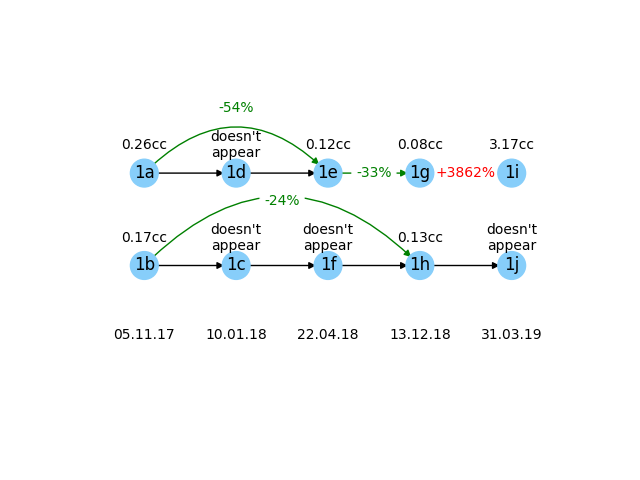 -54%
0.26cc doesn't appear 0.12cc 0.08cc 3.17cc
1a 1d 1e -33% 1g +3862% 1i
-24%
0.17cc doesn't appear doesn't appear 0.13cc doesn't appear
1b 1c 1f 1h 1j
05.11.17 10.01.18 22.04.18 13.12.18 31.03.19